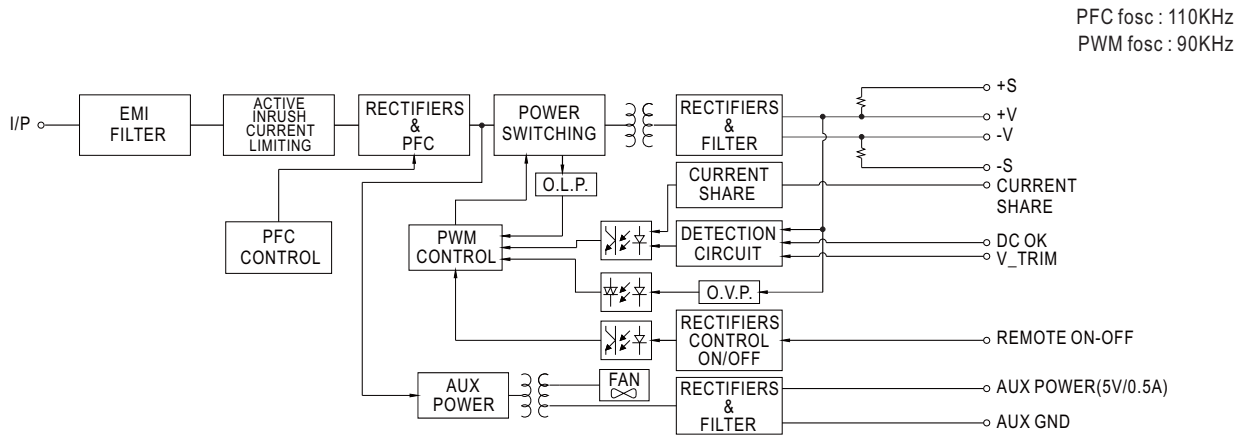 PFC fosc : 110KHz
PWM fosc : 90KHz
I/P
EMI
FILTER
ACTIVE
INRUSH
CURRENT
LIMITING
RECTIFIERS
&
PFC
POWER
SWITCHING
RECTIFIERS
&
FILTER
+S
+V
-V
-S
PFC
CONTROL
O.L.P.
PWM
CONTROL
CURRENT
SHARE
CURRENT
SHARE
DETECTION
CIRCUIT
DC OK
V_TRIM
O.V.P.
RECTIFIERS
CONTROL
ON/OFF
REMOTE ON-OFF
AUX
POWER
FAN
RECTIFIERS
&
FILTER
AUX POWER(5V/0.5A)
AUX GND